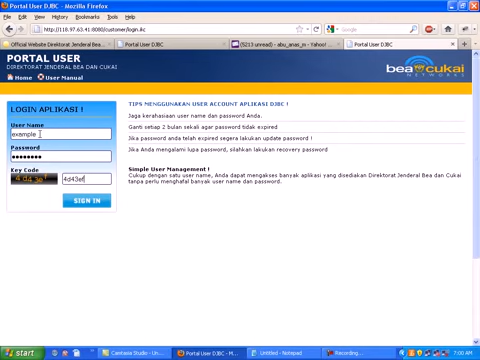 Portal User DJBC - Mozilla Firefox
File Edit View History Bookmarks Tools Help
http://118.97.63.41:8080/customer/login.ilc
Google
Official Website Direktorat Jenderal Bea...
Portal User DJBC
(5213 unread) - abu_anas_m - Yahoo! ...
Portal User DJBC
PORTAL USER
DIREKTORAT JENDERAL BEA DAN CUKAI
Home User Manual
beacukai
NETWORKS
LOGIN APLIKASI !
User Name
example
Password
Key Code
4d43ef
4d43ef
SIGN IN
TIPS MENGGUNAKAN USER ACCOUNT APLIKASI DJBC !
Jaga kerahasiaan user name dan password Anda.
Ganti setiap 2 bulan sekali agar password tidak expired
Jika password anda telah expired segera lakukan update password !
Jika Anda mengalami lupa password, silahkan lakukan recovery password
Simple User Management !
Cukup dengan satu user name, Anda dapat mengakses banyak aplikasi yang disediakan Direktorat Jenderal Bea dan Cukai
tanpa perlu menghafal banyak user name dan password.
start
Camtasia Studio - Un...
Portal User DJBC - M...
Untitled - Notepad
Recording...
7:00 AM